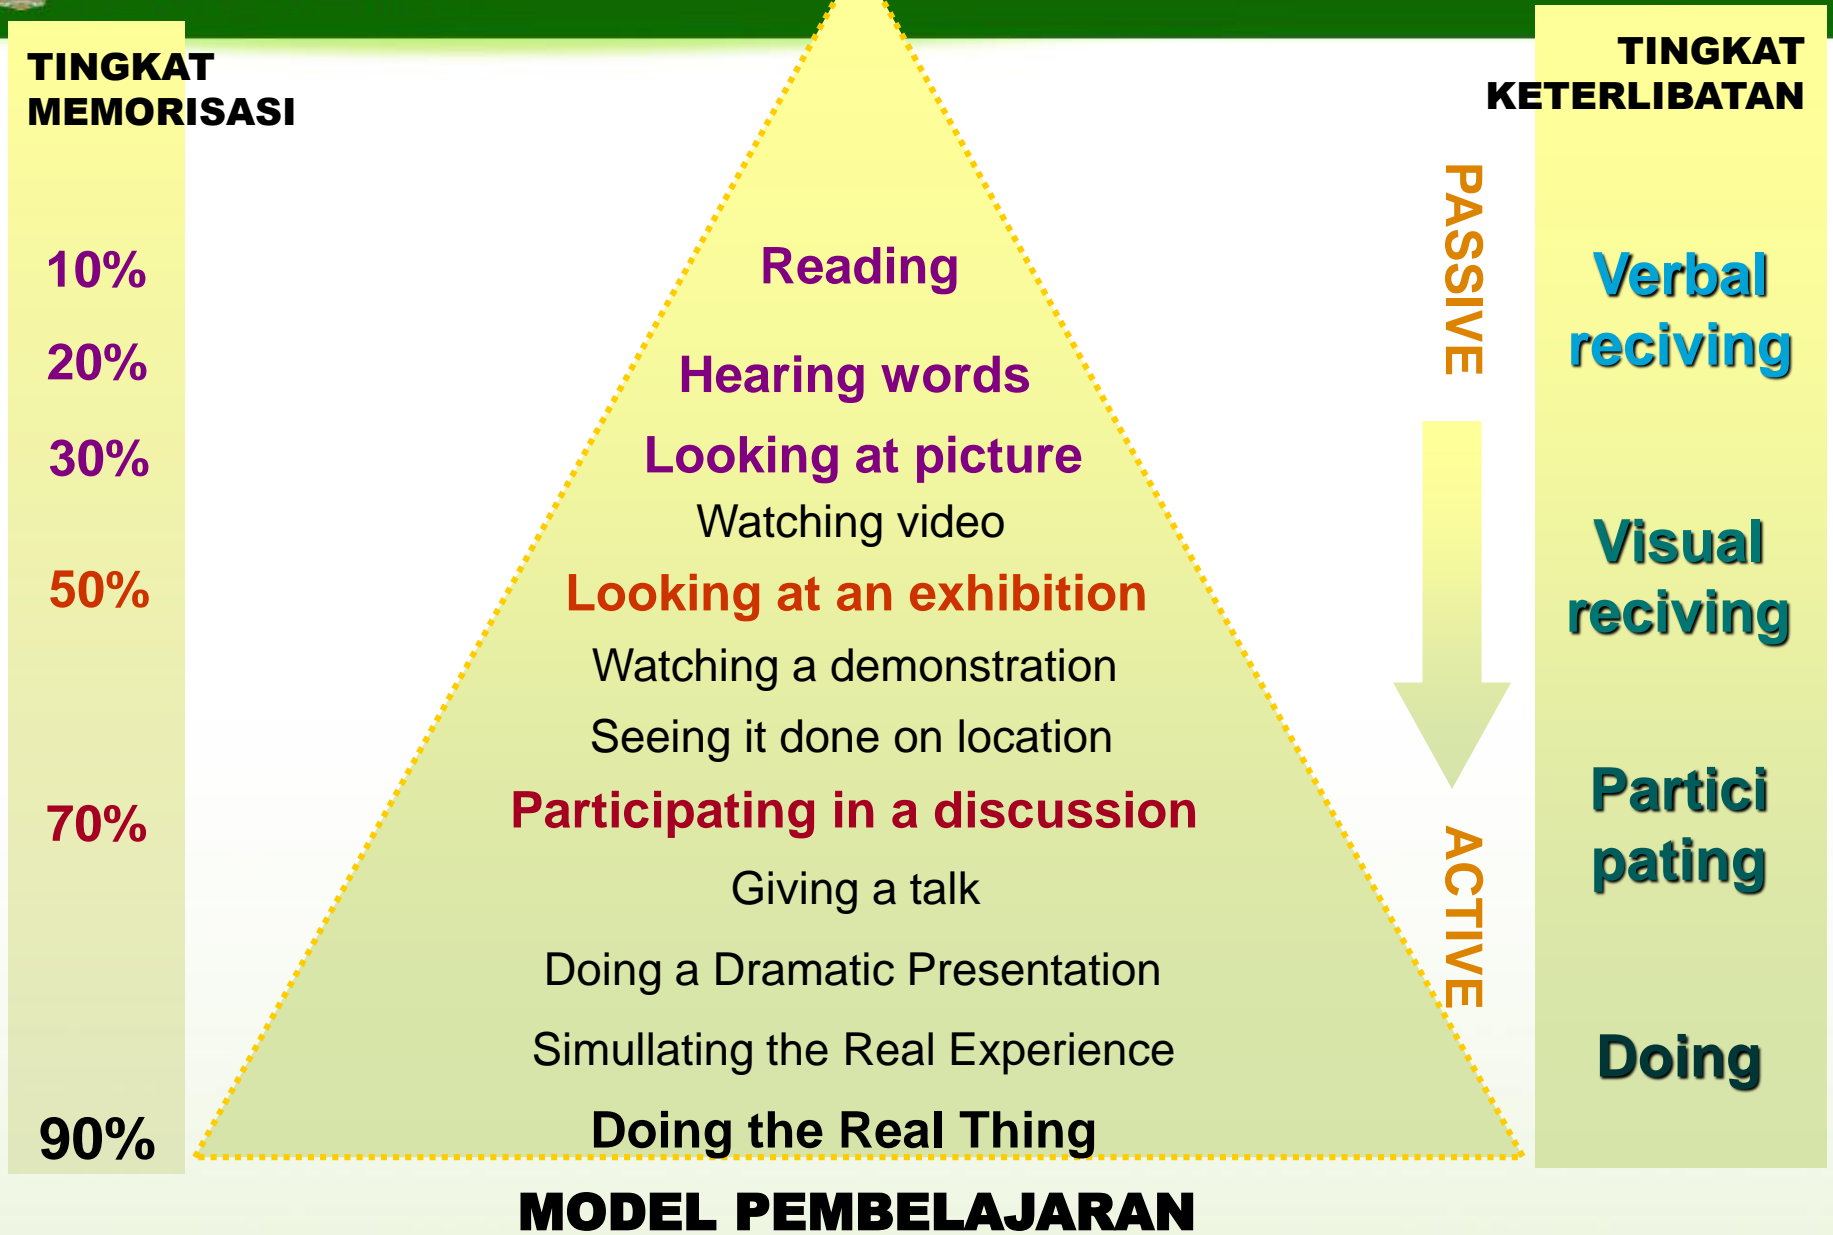 TINGKAT
MEMORISASI
10%
20%
30%
50%
70%
90%
Reading
Hearing words
Looking at picture
Watching video
Looking at an exhibition
Watching a demonstration
Seeing it done on location
Participating in a discussion
Giving a talk
Doing a Dramatic Presentation
Simullating the Real Experience
Doing the Real Thing
MODEL PEMBELAJARAN
PASSIVE
ACTIVE
TINGKAT
KETERLIBATAN
Verbal
reciving
Visual
reciving
Partici
pating
Doing